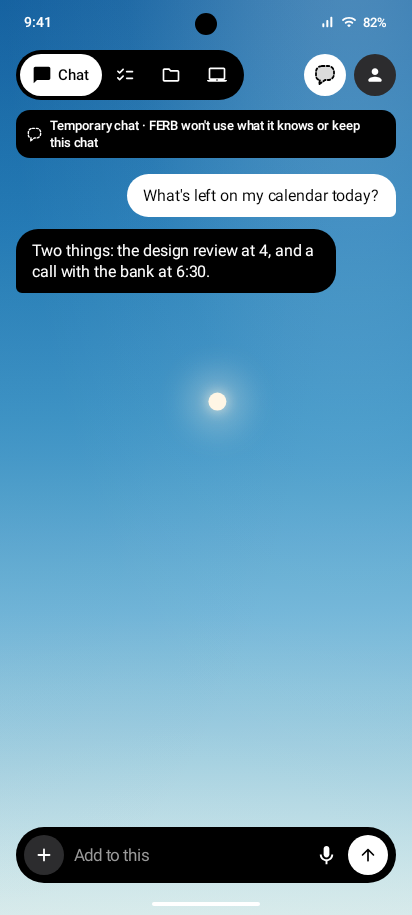 9:41
82%
Chat
Temporary chat · FERB won't use what it knows or keep
this chat
What's left on my calendar today?
Two things: the design review at 4, and a
call with the bank at 6:30.
Add to this